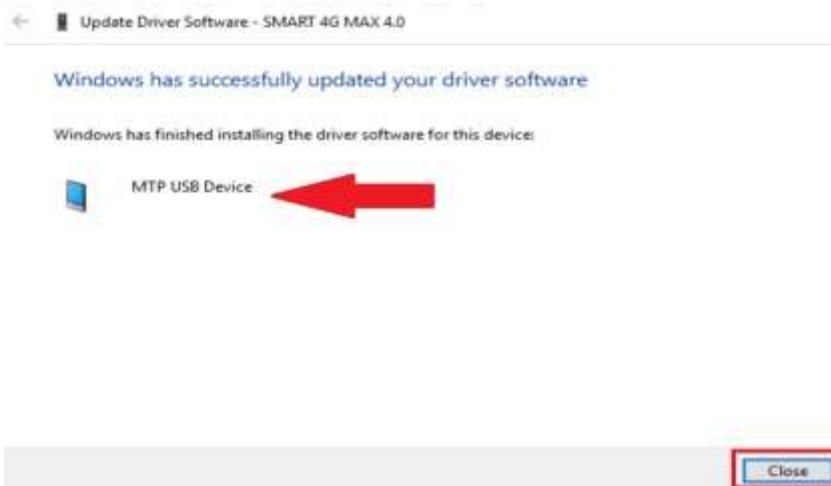 Update Driver Software - SMART 4G MAX 4.0
Windows has successfully updated your driver software
Windows has finished installing the driver software for this device:
MTP USB Device
Close